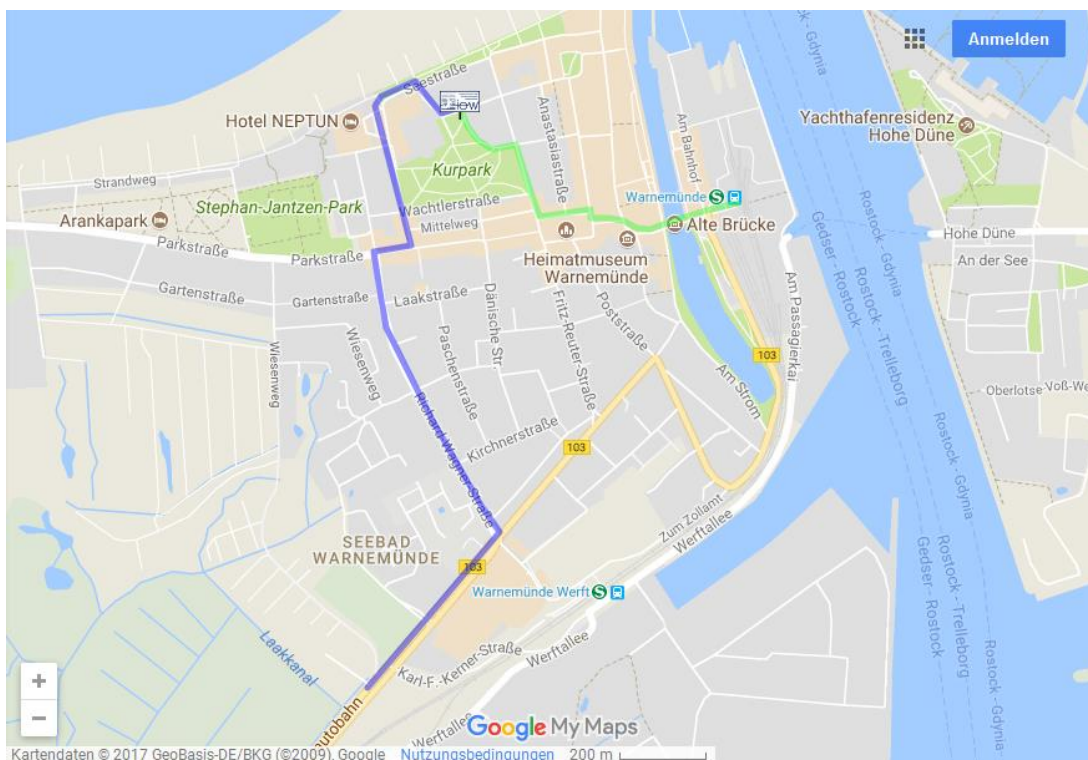 Anmelden
Seestraße
IOW
Hotel NEPTUN
Anastasiastraße
Am Bahnhof
Yachthafenresidenz
Hohe Düne
Kurpark
Strandweg
Stephan-Jantzen-Park
Wachtlerstraße
Mittelweg
Warnemünde
Arankapark
Alte Brücke
Parkstraße
Parkstraße
Heimatmuseum
Warnemünde
Hohe Düne
An der See
Gartenstraße
Gartenstraße
Laakstraße
Dänische Str.
Fritz-Reuter-Straße
Poststraße
Am Passagierkai
Wiesenweg
Wiesenweg
Paschenstraße
103
Am Strom
Oberlotse
Voß-We
Richard-Wagner-Straße
Kirchnerstraße
103
Zum Zollamt
Werftallee
SEEBAD
WARNEMÜNDE
103
Warnemünde Werft
Laakkanal
Karl-F.-Kerner-Straße
Werftallee
Werftallee
autobahn
Rostock - Gdynia
Gedser - Rostock
Rostock - Trelleborg
Rostock - Gdynia
Rostock - Gdynia
Rostock - Trelleborg
Gedser - Rostock
Rostock - Gdynia
+
−
Google My Maps
Kartendaten © 2017 GeoBasis-DE/BKG (©2009), Google Nutzungsbedingungen 200 m